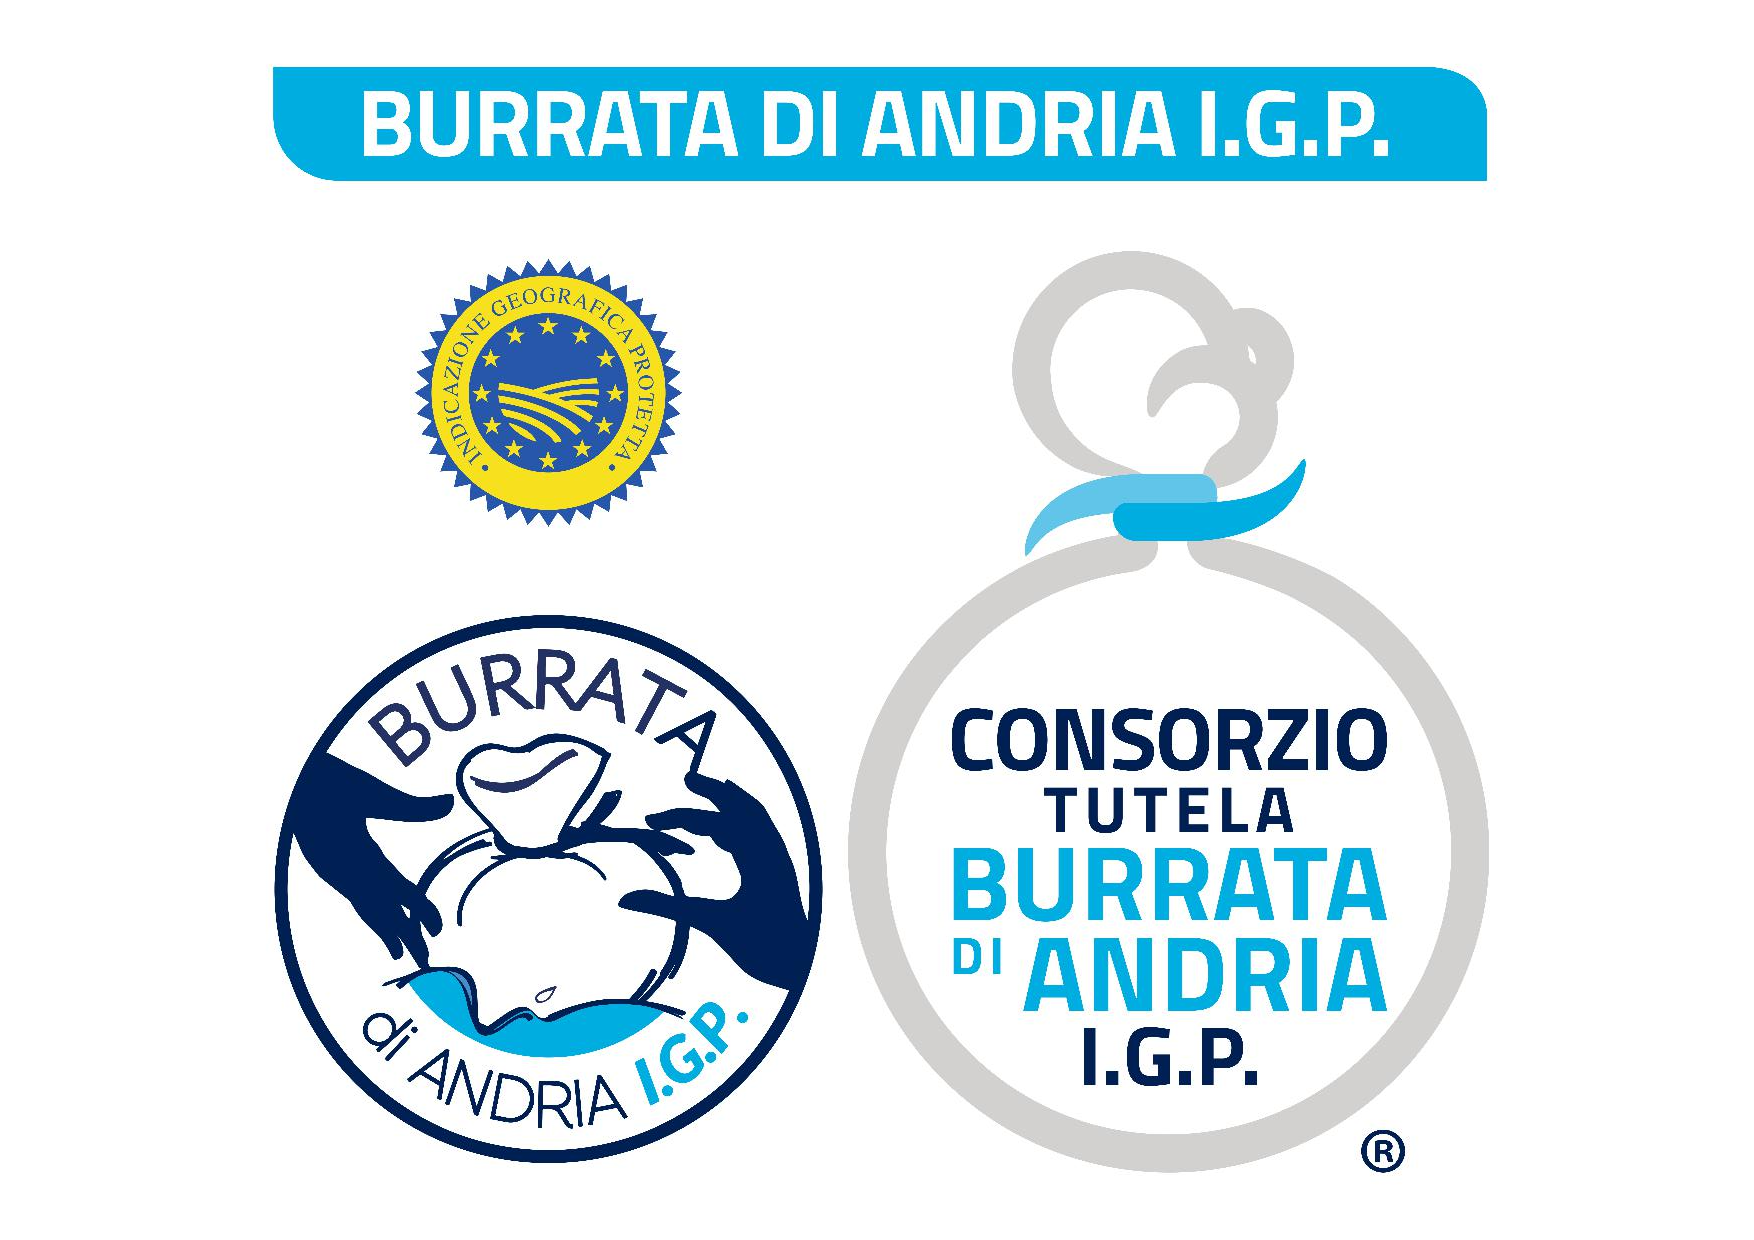 BURRATA DI ANDRIA I.G.P.
• INDICAZIONE GEOGRAFICA PROTETTA •
BURRATA
di ANDRIA I.G.P.
CONSORZIO
TUTELA
BURRATA
DI ANDRIA
I.G.P.
®